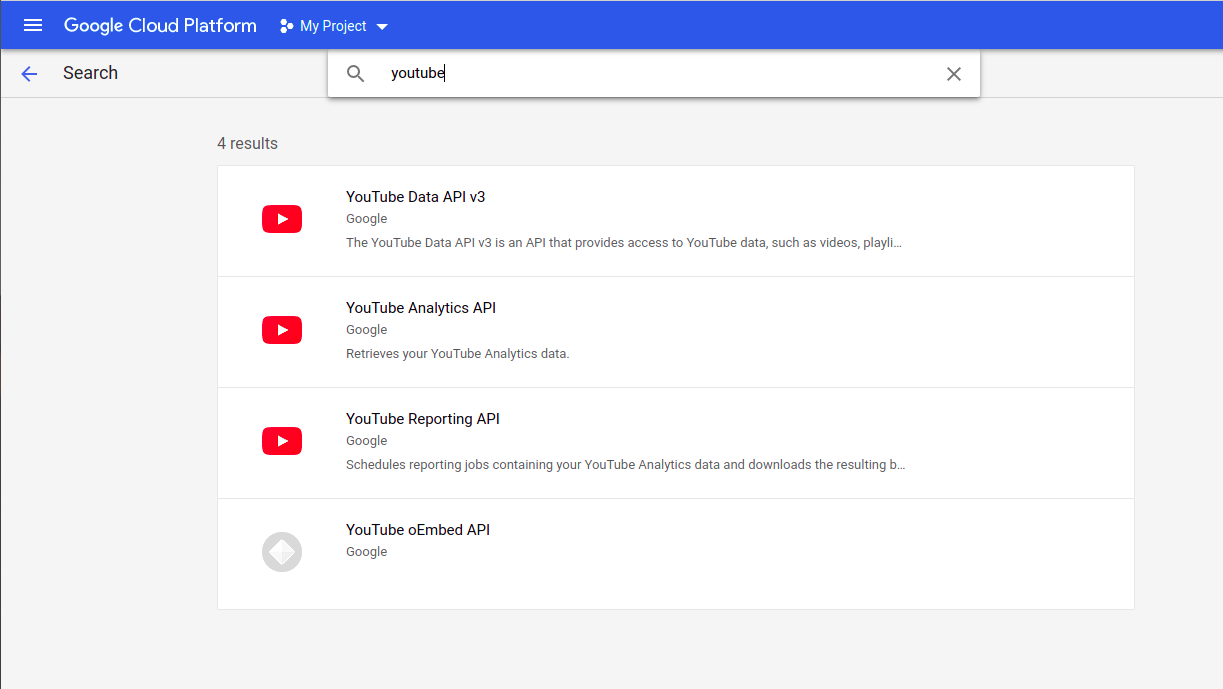 Google Cloud Platform My Project
Search youtube
4 results
YouTube Data API v3
Google
The YouTube Data API v3 is an API that provides access to YouTube data, such as videos, playli...
YouTube Analytics API
Google
Retrieves your YouTube Analytics data.
YouTube Reporting API
Google
Schedules reporting jobs containing your YouTube Analytics data and downloads the resulting b...
YouTube oEmbed API
Google